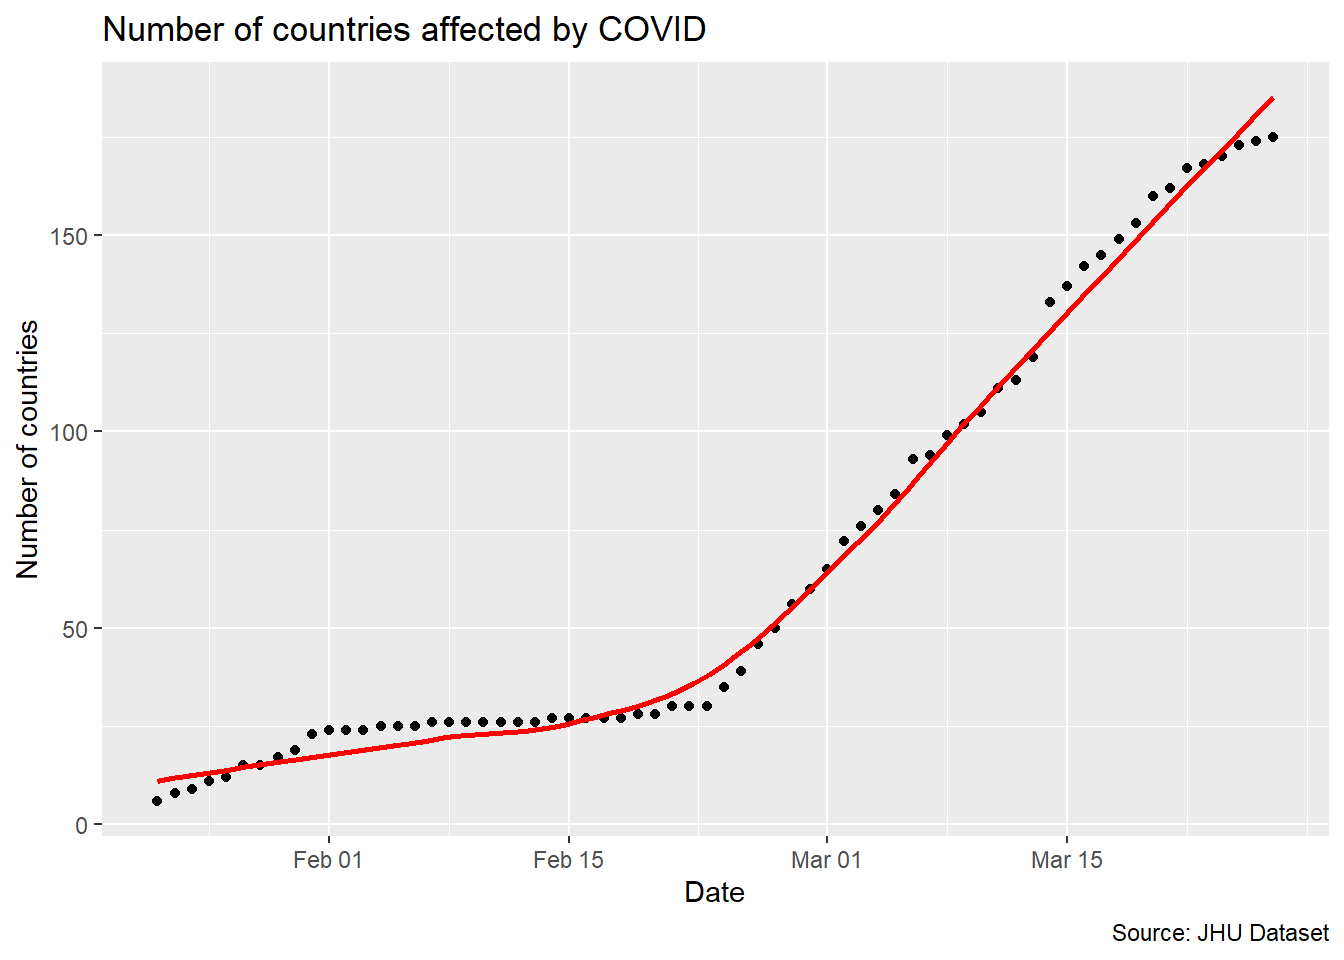 Number of countries affected by COVID
Number of countries
150
100
50
0
Feb 01 Feb 15 Mar 01 Mar 15
Date
Source: JHU Dataset